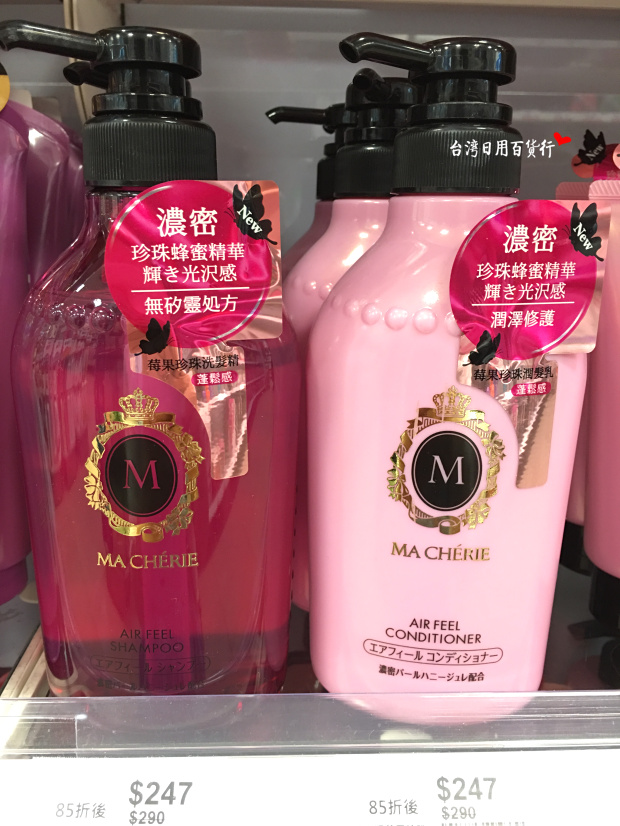 台湾日用百货行
New
濃密
珍珠蜂蜜精華
輝き光沢感
無矽靈処方
莓果珍珠洗髮精
蓬鬆感
M
MA CHÉRIE
AIR FEEL
SHAMPOO
エアフィール シャンプー
New
濃密
珍珠蜂蜜精華
輝き光沢感
潤澤修護
莓果珍珠潤髮乳
蓬鬆感
M
MA CHÉRIE
AIR FEEL
CONDITIONER
エアフィール コンディショナー
濃密パールハニージュレ配合
85折後 $247
$290
85折後 $247
$290